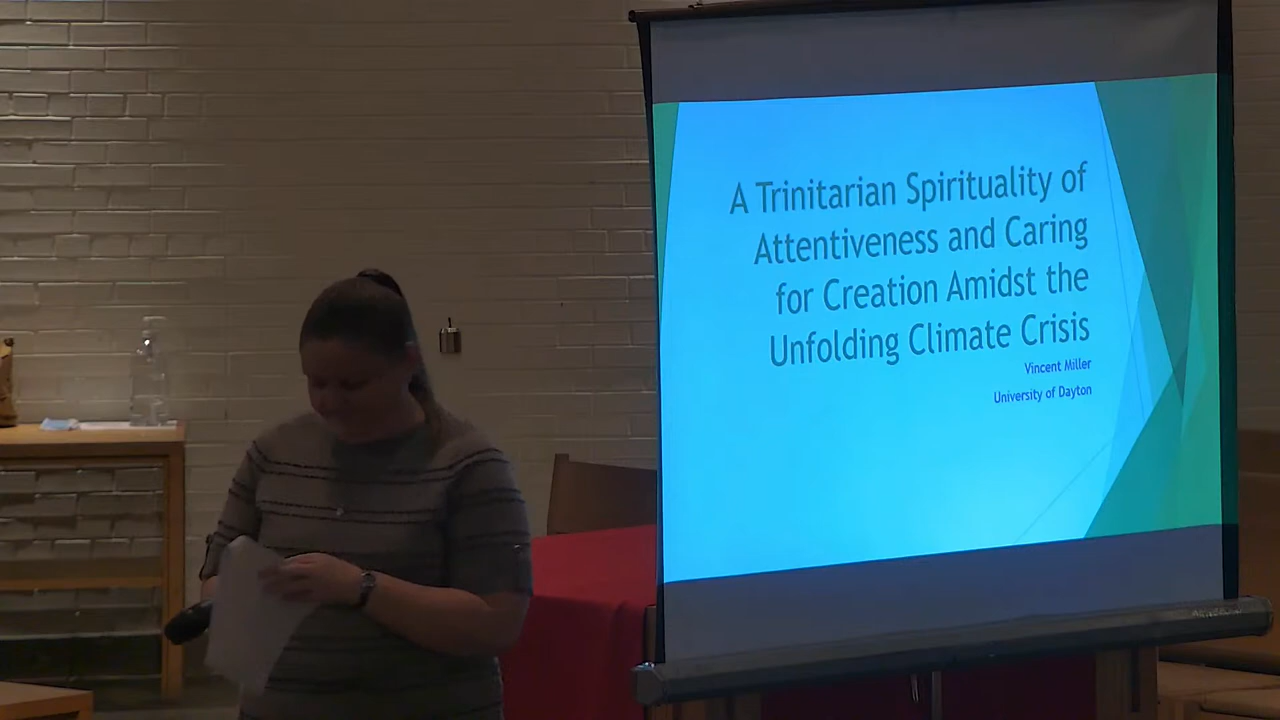 A Trinitarian Spirituality of
Attentiveness and Caring
for Creation Amidst the
Unfolding Climate Crisis
Vincent Miller
University of Dayton